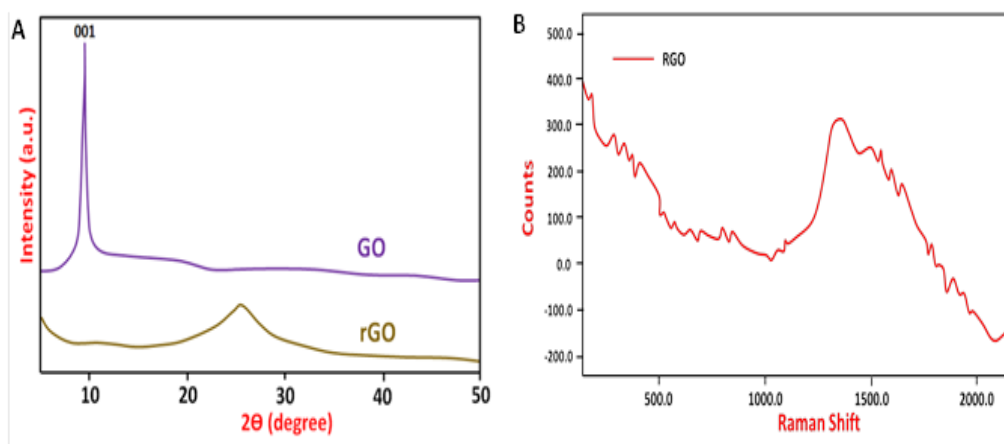 A
001
Intensity (a.u.)
GO
rGO
10 20 30 40 50
2Θ (degree)
B
500.0
400.0
300.0
200.0
100.0
0.0
-100.0
-200.0
RGO
Counts
500.0 1000.0 1500.0 2000.0
Raman Shift